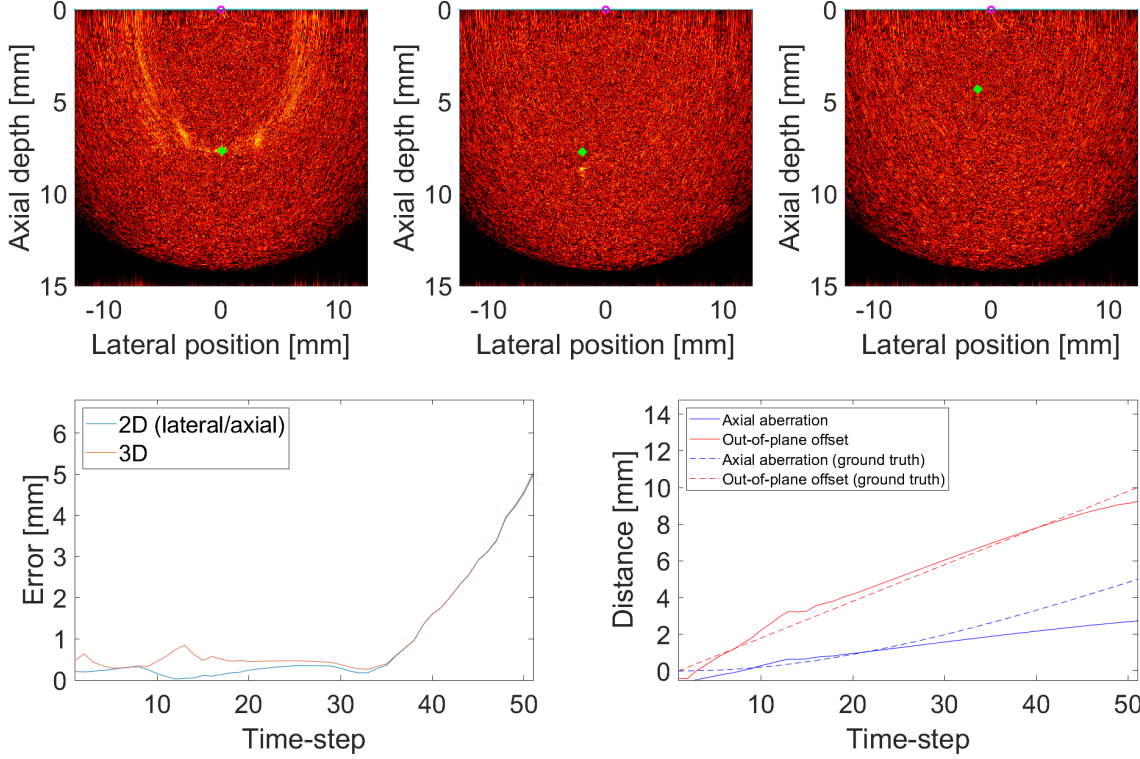 0
5
10
15
Axial depth [mm]
-10 0 10
Lateral position [mm]
0
5
10
15
Axial depth [mm]
-10 0 10
Lateral position [mm]
0
5
10
15
Axial depth [mm]
-10 0 10
Lateral position [mm]
2D (lateral/axial)
3D
6
5
4
3
2
1
0
Error [mm]
10 20 30 40 50
Time-step
Axial aberration
Out-of-plane offset
Axial aberration (ground truth)
Out-of-plane offset (ground truth)
14
12
10
8
6
4
2
0
Distance [mm]
10 20 30 40 50
Time-step